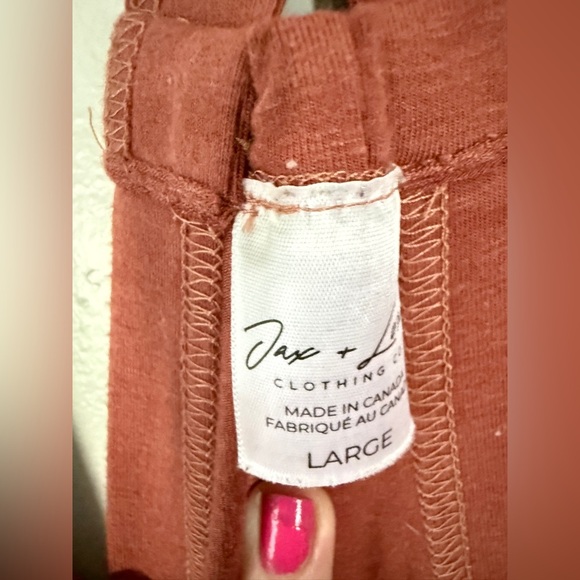 Jax +
CLOTHING
MADE IN CANADA
FABRIQUÉ AU
LARGE